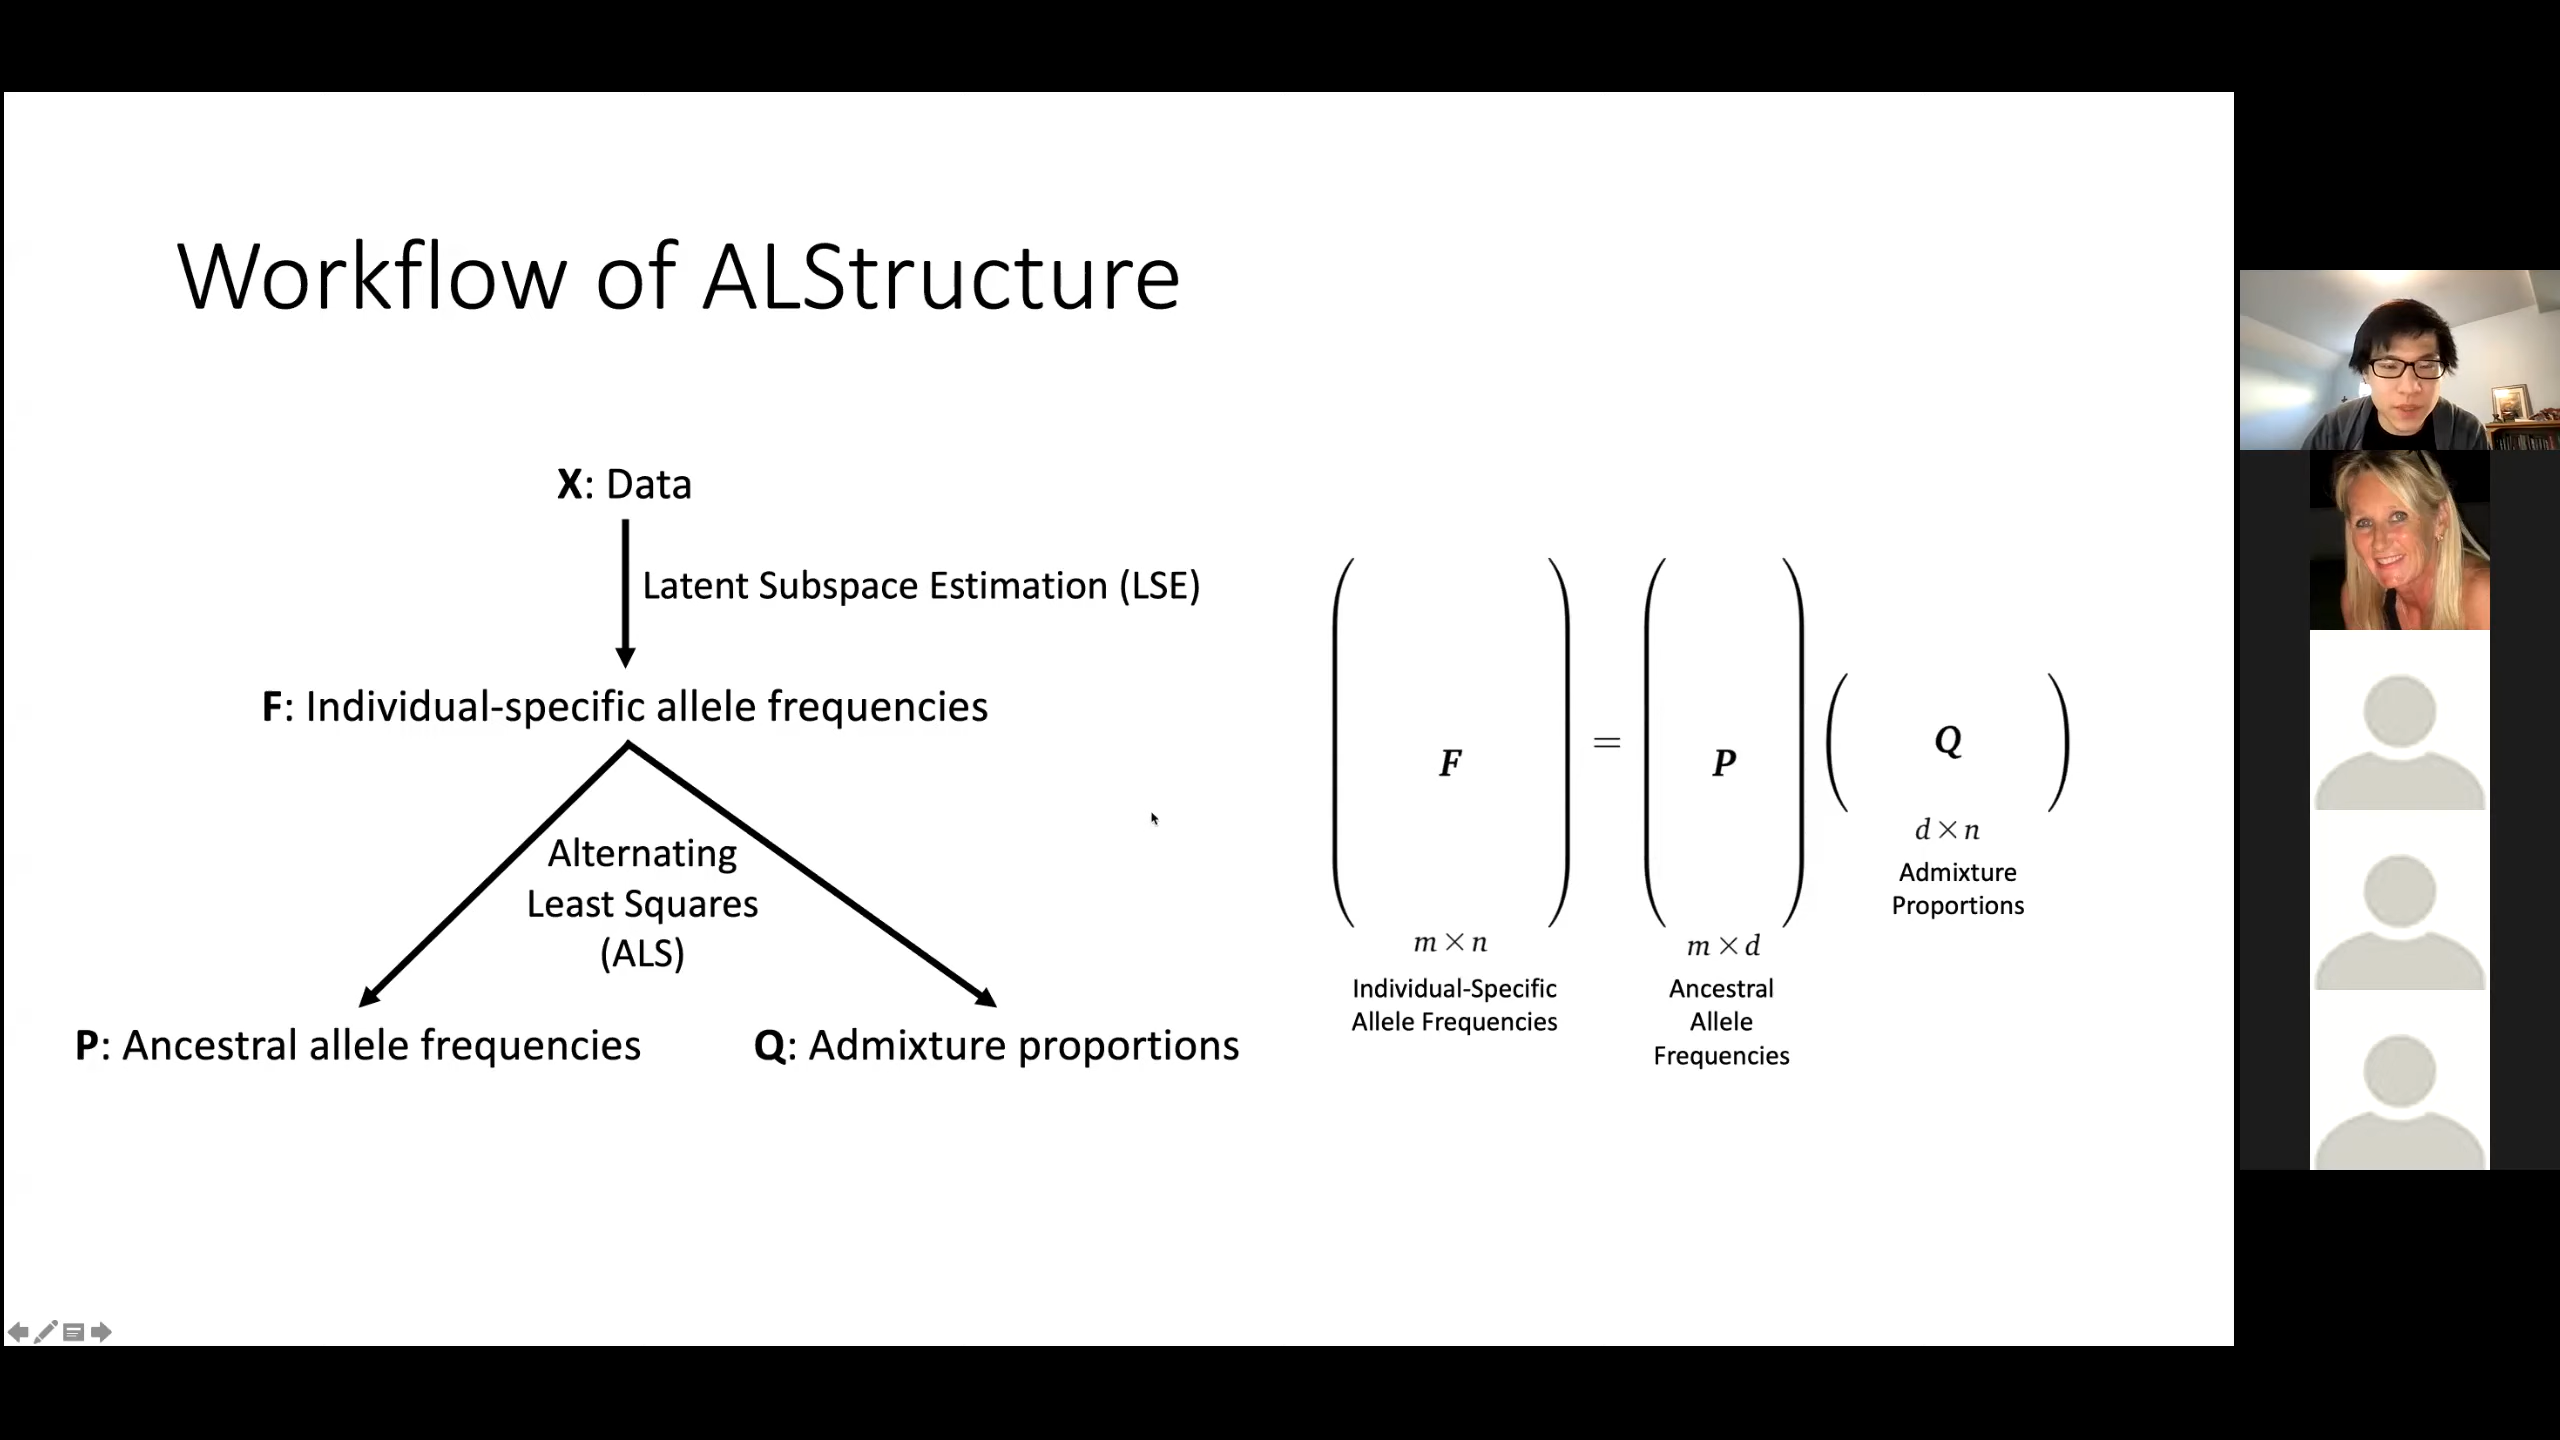 Workflow of ALStructure
X: Data
Latent Subspace Estimation (LSE)
F: Individual-specific allele frequencies
Alternating
Least Squares
(ALS)
P: Ancestral allele frequencies
Q: Admixture proportions
F = P Q
m × n
Individual-Specific
Allele Frequencies
m × d
Ancestral
Allele
Frequencies
d × n
Admixture
Proportions